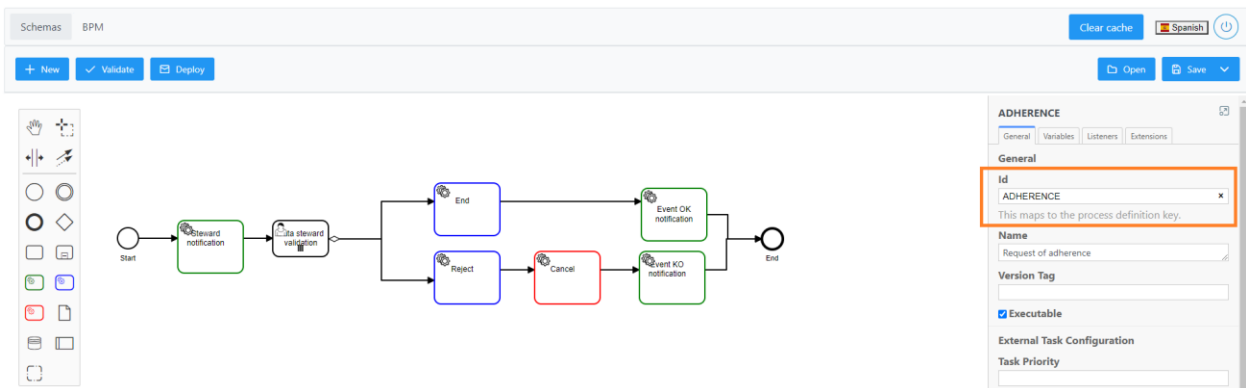 Schemas BPM Clear cache Spanish
+ New Validate Deploy Open Save
ADHERENCE
General Variables Listeners Extensions
General
Id
ADHERENCE x
This maps to the process definition key.
Name
Request of adherence
Version Tag
Executable
External Task Configuration
Task Priority
Start
Steward
notification
ta steward
validation
End
Reject
Cancel
Event OK
notification
Event KO
notification
End